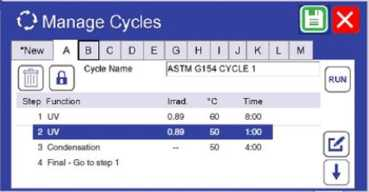 Manage Cycles
*New A B C D E G H I J K L M
Cycle Name ASTM G154 CYCLE 1
RUN
Step Function Irrad. °C Time
1 UV 0.89 60 8:00
2 UV 0.89 50 1:00
3 Condensation -- 50 4:00
4 Final - Go to step 1